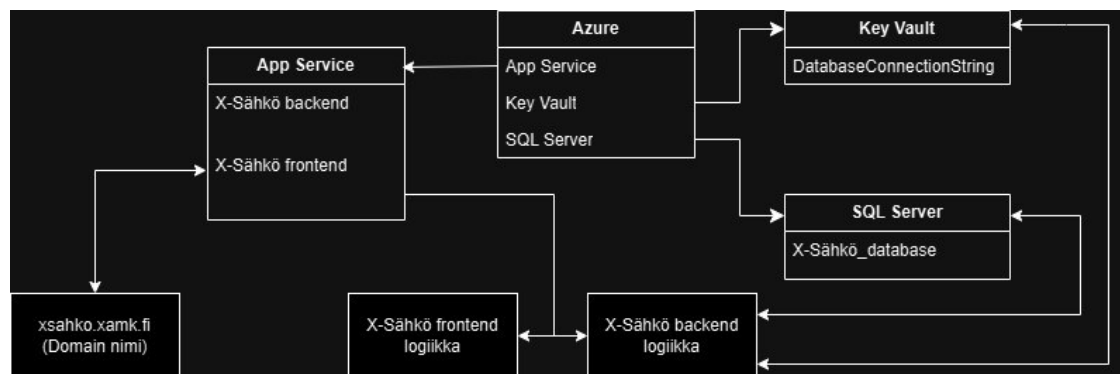 Azure
App Service
Key Vault
SQL Server
App Service
X-Sähkö backend
X-Sähkö frontend
Key Vault
DatabaseConnectionString
SQL Server
X-Sähkö_database
xsahko.xamk.fi
(Domain nimi)
X-Sähkö frontend
logiikka
X-Sähkö backend
logiikka